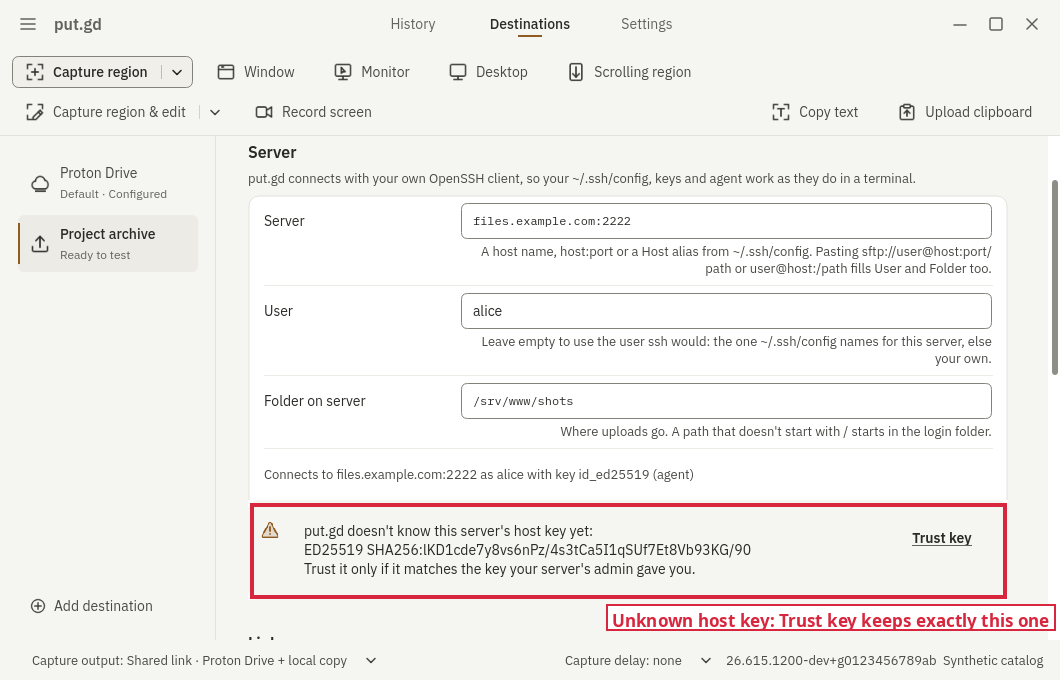 put.gd
History
Destinations
Settings
Capture region
Window
Monitor
Desktop
Scrolling region
Capture region & edit
Record screen
Copy text
Upload clipboard
Proton Drive
Default · Configured
Project archive
Ready to test
Add destination
Server
put.gd connects with your own OpenSSH client, so your ~/.ssh/config, keys and agent work as they do in a terminal.
Server
files.example.com:2222
A host name, host:port or a Host alias from ~/.ssh/config. Pasting sftp://user@host:port/
path or user@host:/path fills User and Folder too.
User
alice
Leave empty to use the user ssh would: the one ~/.ssh/config names for this server, else
your own.
Folder on server
/srv/www/shots
Where uploads go. A path that doesn't start with / starts in the login folder.
Connects to files.example.com:2222 as alice with key id_ed25519 (agent)
put.gd doesn't know this server's host key yet:
ED25519 SHA256:lKD1cde7y8vs6nPz/4s3tCa5I1qSUf7Et8Vb93KG/90
Trust it only if it matches the key your server's admin gave you.
Trust key
Unknown host key: Trust key keeps exactly this one
Capture output: Shared link · Proton Drive + local copy
Capture delay: none
26.615.1200-dev+g0123456789ab
Synthetic catalog